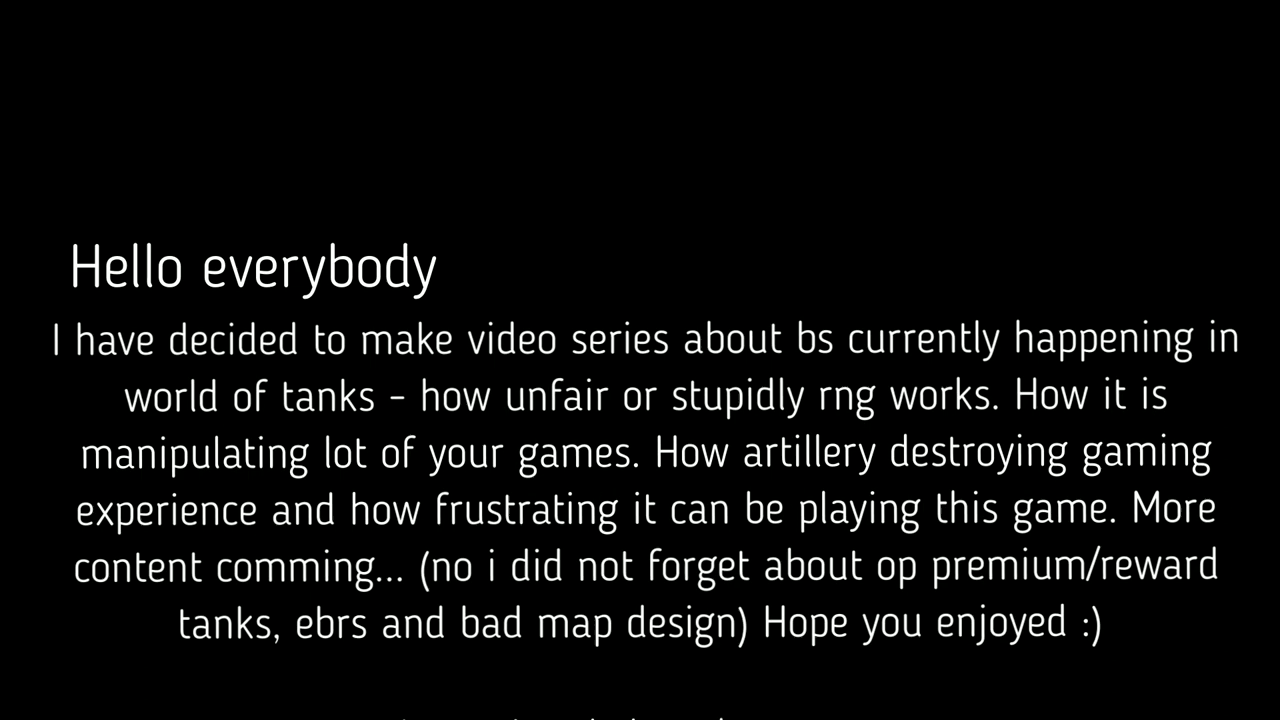 Hello everybody
I have decided to make video series about bs currently happening in
world of tanks - how unfair or stupidly rng works. How it is
manipulating lot of your games. How artillery destroying gaming
experience and how frustrating it can be playing this game. More
content comming... (no i did not forget about op premium/reward
tanks, ebrs and bad map design) Hope you enjoyed :)